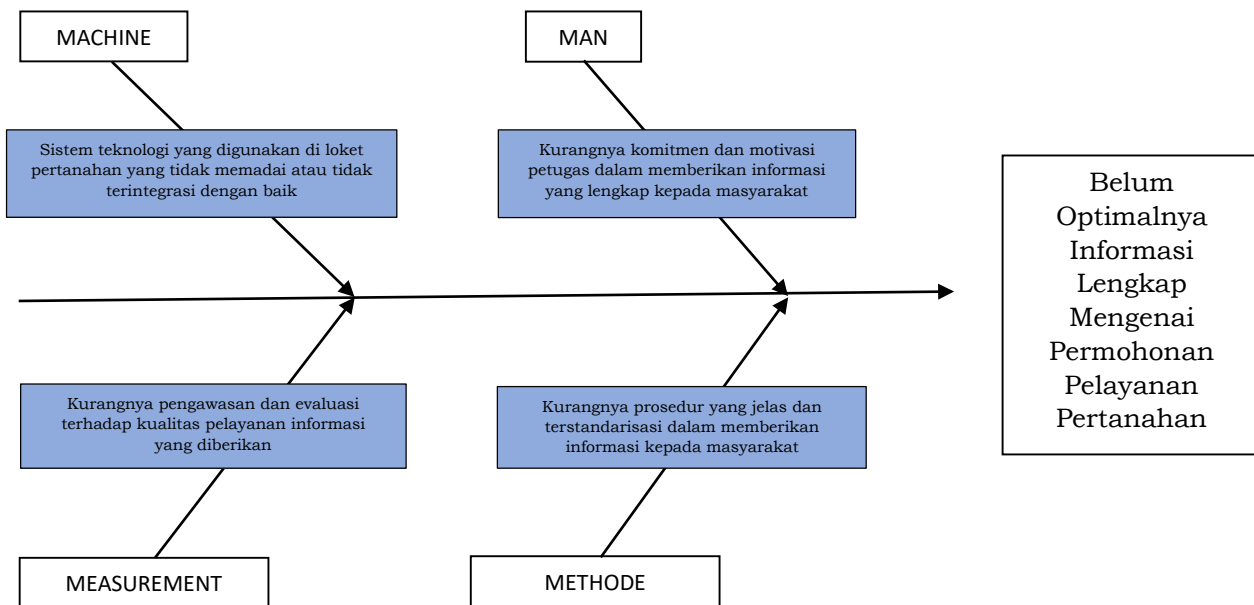 MACHINE
MAN
Sistem teknologi yang digunakan di loket
pertanahan yang tidak memadai atau tidak
terintegrasi dengan baik
Kurangnya komitmen dan motivasi
petugas dalam memberikan informasi
yang lengkap kepada masyarakat
Belum
Optimalnya
Informasi
Lengkap
Mengenai
Permohonan
Pelayanan
Pertanahan
Kurangnya pengawasan dan evaluasi
terhadap kualitas pelayanan informasi
yang diberikan
Kurangnya prosedur yang jelas dan
terstandarisasi dalam memberikan
informasi kepada masyarakat
MEASUREMENT
METHODE